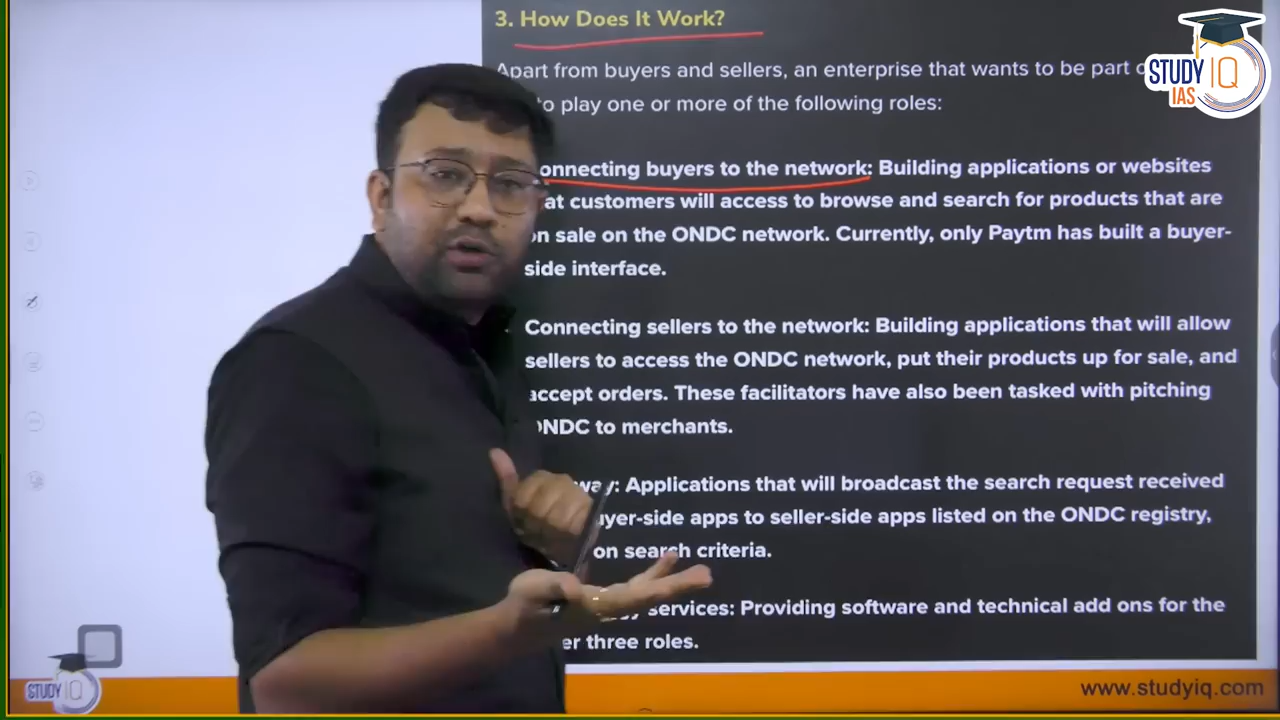 3. How Does It Work?
Apart from buyers and sellers, an enterprise that wants to be part
to play one or more of the following roles:
STUDY IQ
IAS
onnecting buyers to the network: Building applications or websites
at customers will access to browse and search for products that are
on sale on the ONDC network. Currently, only Paytm has built a buyer-
side interface.
Connecting sellers to the network: Building applications that will allow
sellers to access the ONDC network, put their products up for sale, and
accept orders. These facilitators have also been tasked with pitching
ONDC to merchants.
way: Applications that will broadcast the search request received
uyer-side apps to seller-side apps listed on the ONDC registry,
on search criteria.
services: Providing software and technical add ons for the
er three roles.
STUDY IQ
www.studyiq.com